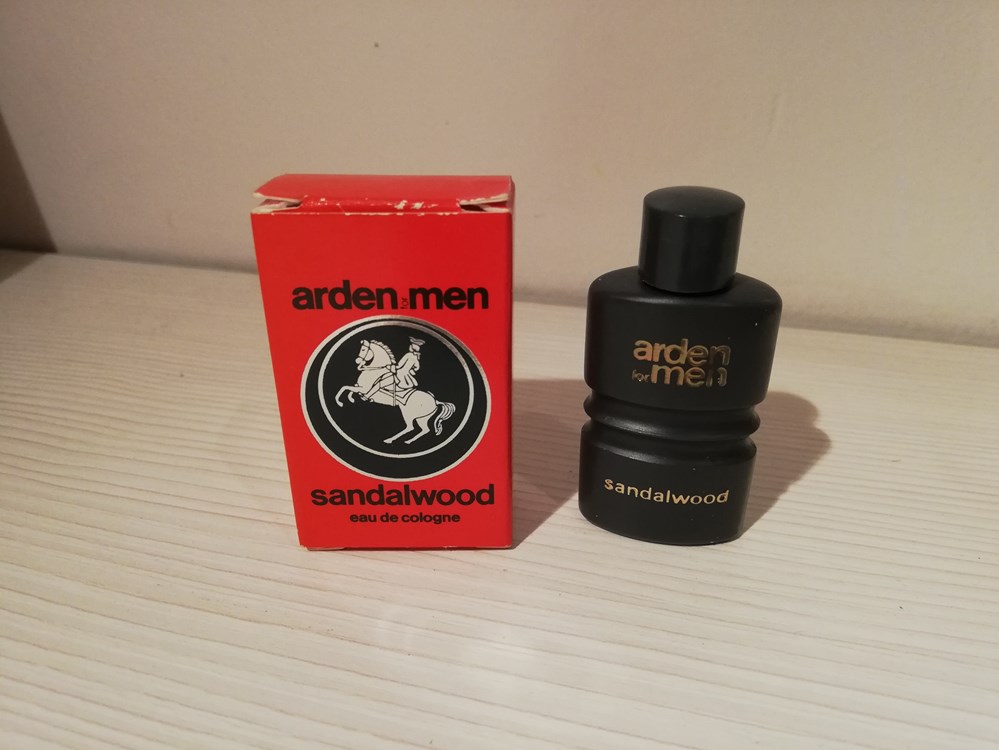 arden for men
sandalwood
eau de cologne
arden
for men
sandalwood